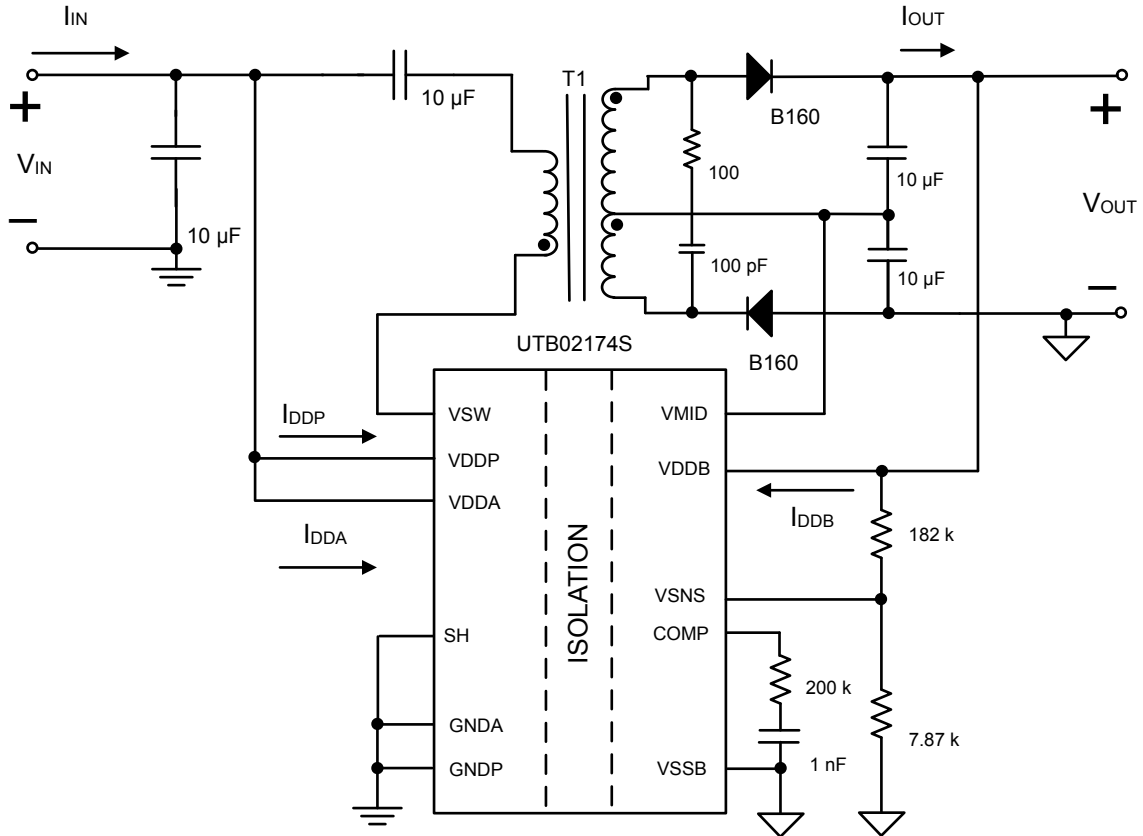 IIN
IOUT
10 µF
T1
B160
+
+
VIN
100
10 µF
VOUT
–
10 µF
100 pF
10 µF
–
UTB02174S
B160
IDDP
VSW
VMID
VDDP
VDDB
VDDA
IDDB
IDDA
ISOLATION
182 k
VSNS
SH
COMP
200 k
GNDA
7.87 k
GNDP
VSSB
1 nF